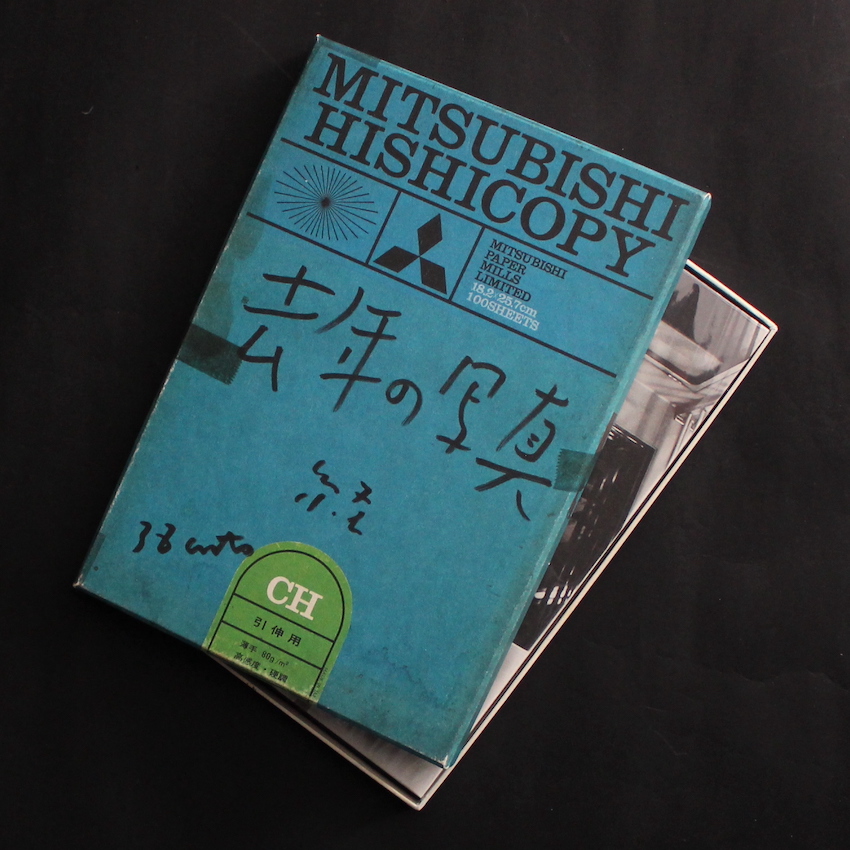 MITSUBISHI
HISHICOPY
MITSUBISHI
PAPER
MILLS
LIMITED
18.2×25.7cm
100SHEETS
去年の写真
CH
引伸用
薄手・80g/m²
高感度・硬調